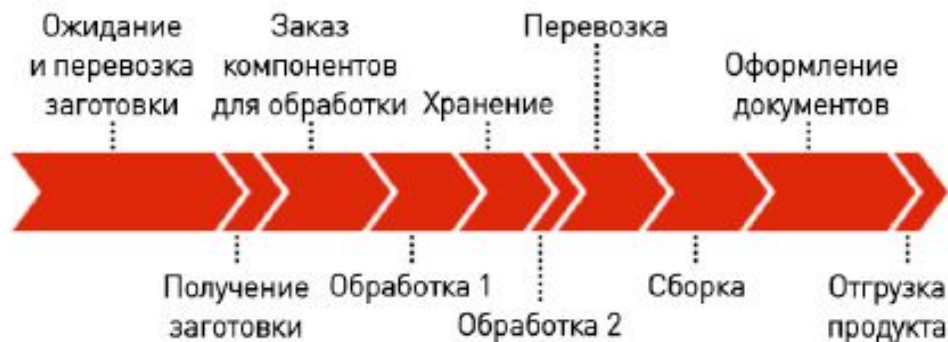 Ожидание
и перевозка
заготовки
Заказ
компонентов
для обработки
Хранение
Перевозка
Оформление
документов
Получение
заготовки
Обработка 1
Обработка 2
Сборка
Отгрузка
продукта